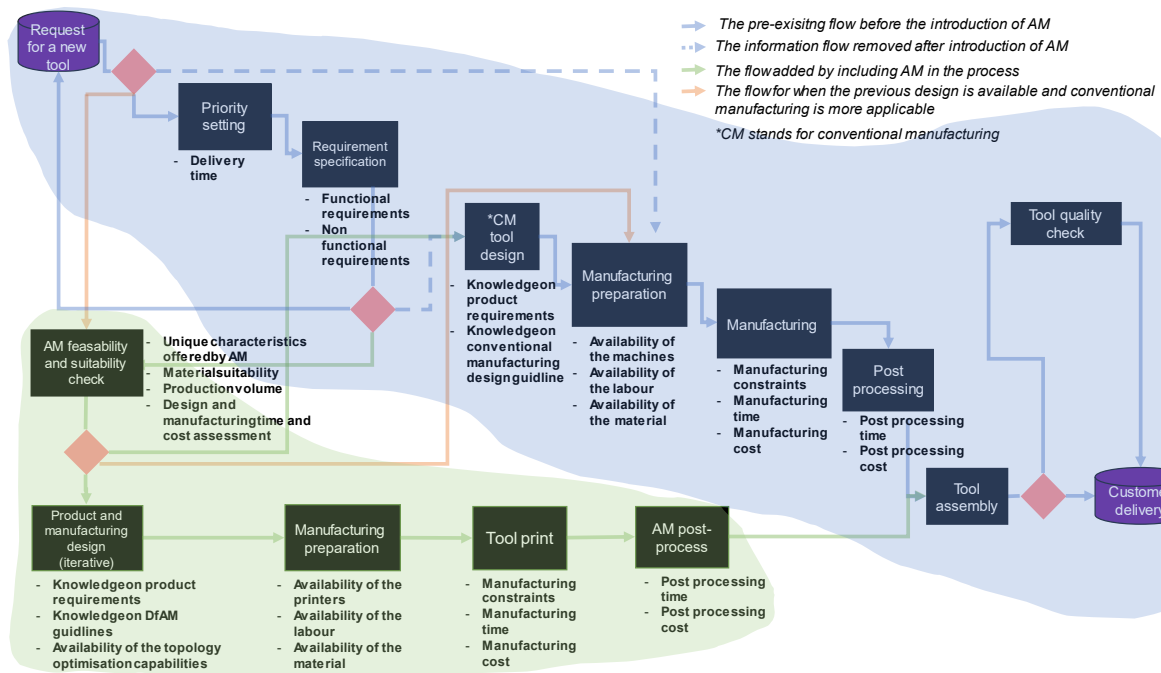 Request
for a new
tool
The pre-exisitng flow before the introduction of AM
The information flow removed after introduction of AM
The flowadded by including AM in the process
The flowfor when the previous design is available and conventional
manufacturing is more applicable
*CM stands for conventional manufacturing
Priority
setting
- Delivery
time
Requirement
specification
- Functional
requirements
- Non
functional
requirements
*CM
tool
design
- Knowledgeon
product
requirements
- Knowledgeon
conventional
manufacturing
designguidline
Manufacturing
preparation
- Availability of
the machines
- Availability of
the labour
- Availability of
the material
Manufacturing
- Manufacturing
constraints
- Manufacturing
time
- Manufacturing
cost
Post
processing
- Post processing
time
- Post processing
cost
Tool quality
check
Tool
assembly
Customer
delivery
AM feasability
and suitability
check
- Uniquecharacteristics
offeredbyAM
- Materialsuitability
- Productionvolume
- Design and
manufacturingtime and
cost assessment
Product and
manufacturing
design
(iterative)
- Knowledgeon product
requirements
- Knowledgeon DfAM
guidlines
- Availability of the topology
optimisation capabilities
Manufacturing
preparation
- Availability of the
printers
- Availability of the
labour
- Availability of the
material
Tool print
- Manufacturing
constraints
- Manufacturing
time
- Manufacturing
cost
AM post-
process
- Post processing
time
- Post processing
cost